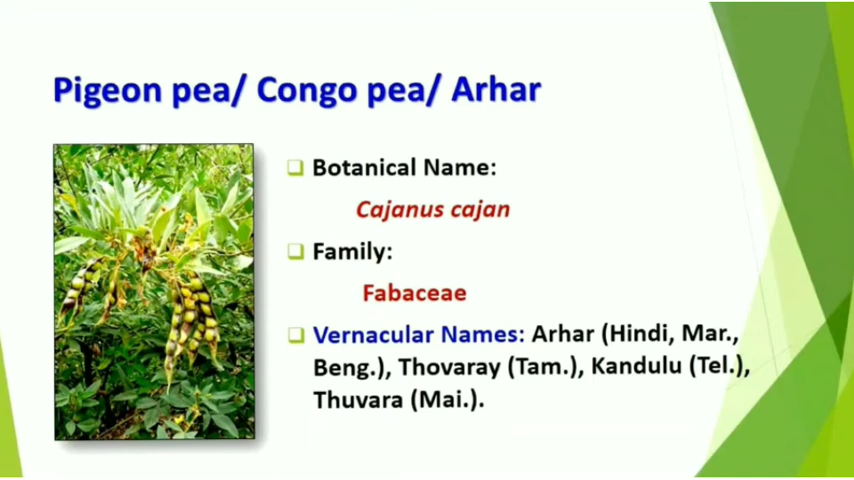 Pigeon pea/ Congo pea/ Arhar
Botanical Name:
Cajanus cajan
Family:
Fabaceae
Vernacular Names: Arhar (Hindi, Mar.,
Beng.), Thovaray (Tam.), Kandulu (Tel.),
Thuvara (Mai.).